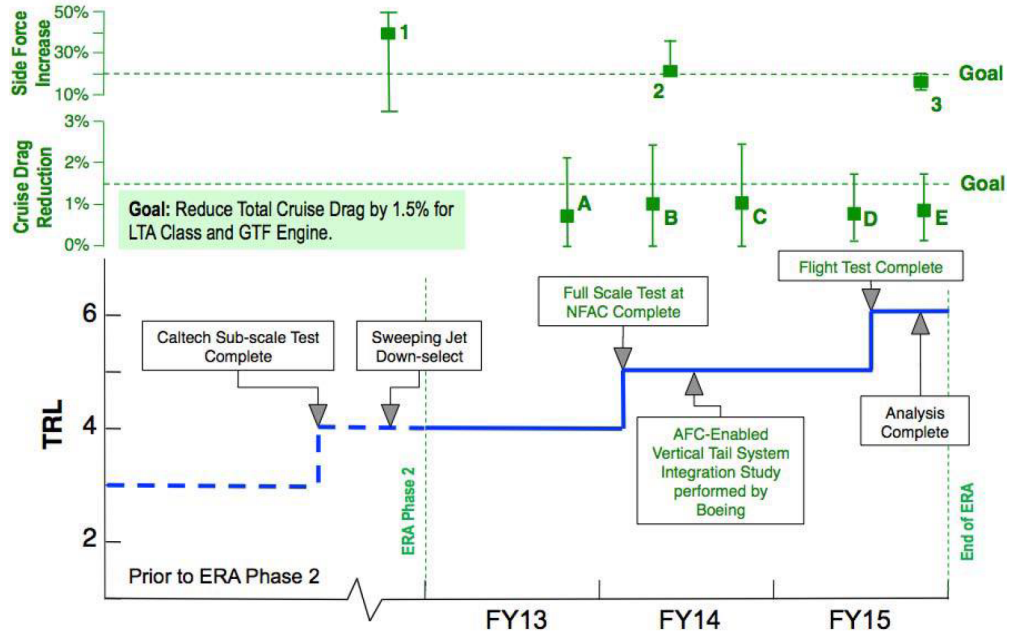 Side Force
Increase
50%
30%
10%
1
2
3
Goal
Cruise Drag
Reduction
3%
2%
1%
0%
A
B
C
D
E
Goal
Goal: Reduce Total Cruise Drag by 1.5% for
LTA Class and GTF Engine.
TRL
6
4
2
Caltech Sub-scale Test
Complete
Sweeping Jet
Down-select
Full Scale Test at
NFAC Complete
Flight Test Complete
AFC-Enabled
Vertical Tail System
Integration Study
performed by
Boeing
Analysis
Complete
ERA Phase 2
End of ERA
Prior to ERA Phase 2
FY13
FY14
FY15